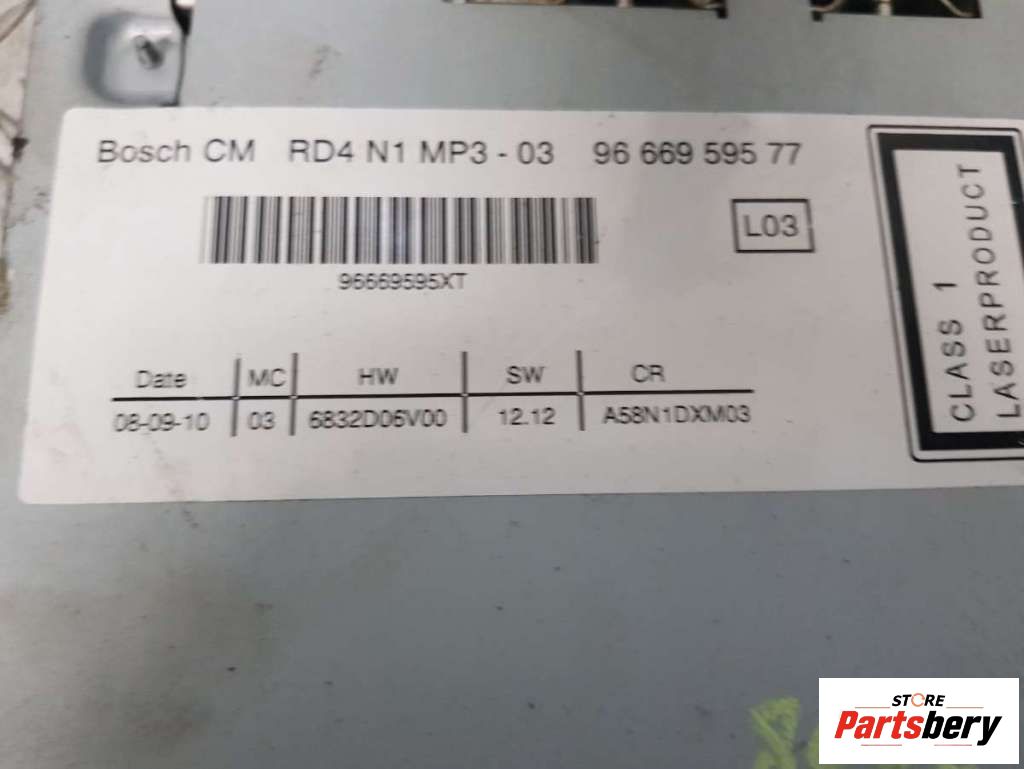 Bosch CM RD4 N1 MP3 - 03 96 669 595 77
L03
96669595XT
Date MC HW SW CR
08-09-10 03 6832D06V00 12.12 A58N1DXM03
CLASS 1
LASERPRODUCT
STORE
Partsbery